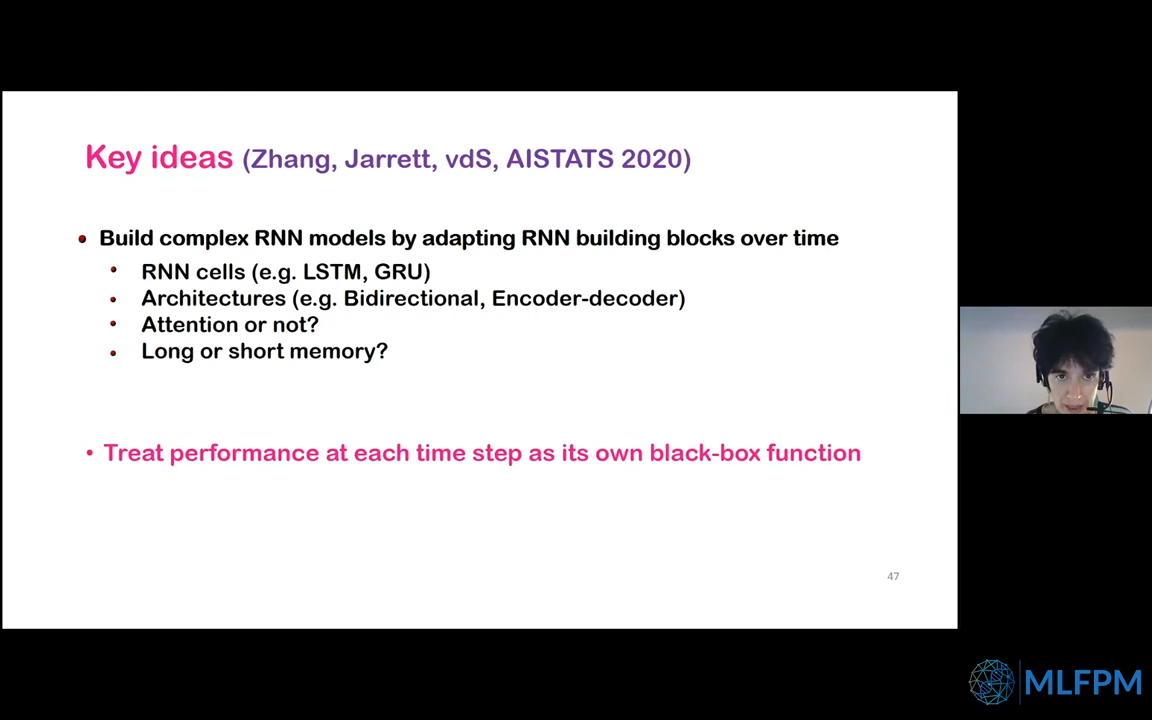 Key ideas (Zhang, Jarrett, vdS, AISTATS 2020)
• Build complex RNN models by adapting RNN building blocks over time
• RNN cells (e.g. LSTM, GRU)
• Architectures (e.g. Bidirectional, Encoder-decoder)
• Attention or not?
• Long or short memory?
• Treat performance at each time step as its own black-box function
47
MLFPM